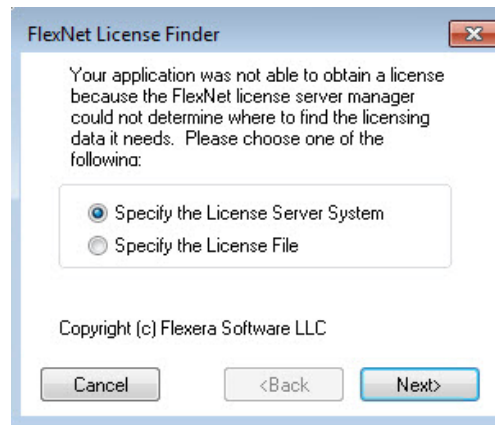 FlexNet License Finder
Your application was not able to obtain a license
because the FlexNet license server manager
could not determine where to find the licensing
data it needs. Please choose one of the
following:
Specify the License Server System
Specify the License File
Copyright (c) Flexera Software LLC
Cancel
<Back
Next>